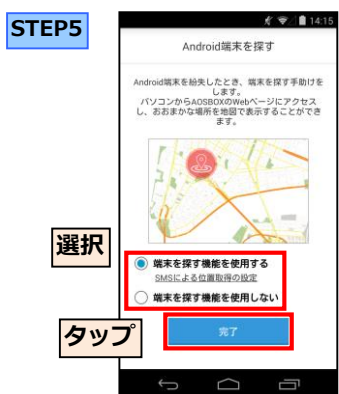 STEP5
14:15
Android端末を探す
Android端末を紛失したとき、端末を探す手助けを
します。
パソコンからAOSBOXのWebページにアクセス
し、おおまかな場所を地図で表示することができ
ます。
選択
端末を探す機能を使用する
SMSによる位置取得の設定
端末を探す機能を使用しない
タップ
完了